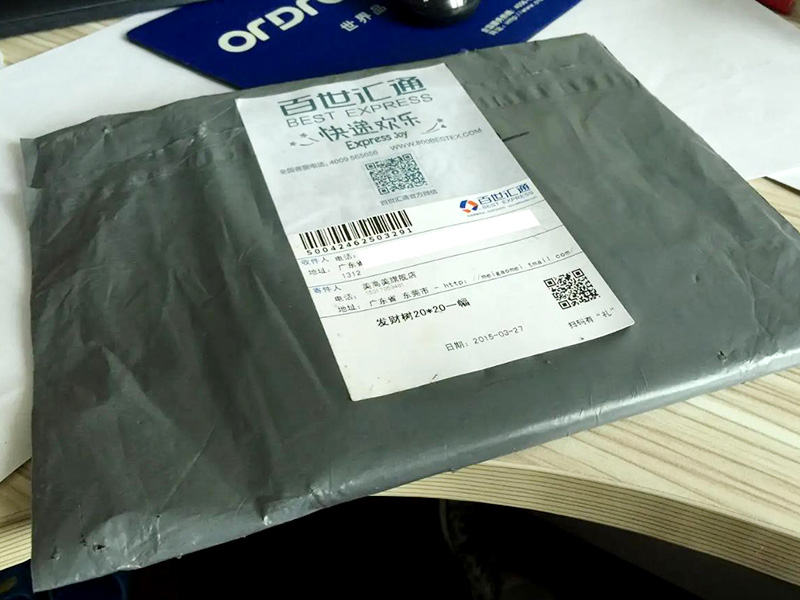 世界品
百世汇通
BEST EXPRESS
快递欢乐
Express Joy
全国客服电话: 4009 565656 WWW.800BESTEX.COM
百世汇通官方微信
百世汇通
BEST EXPRESS
50042462503291
收件人 电话:
地址: 广东省
1312
寄件人 美高美旗舰店
电话:
地址: 广东省 东莞市 - http://meigaomei.tmall.com/
发财树20*20一幅
扫码有“礼”
日期: 2015-03-27